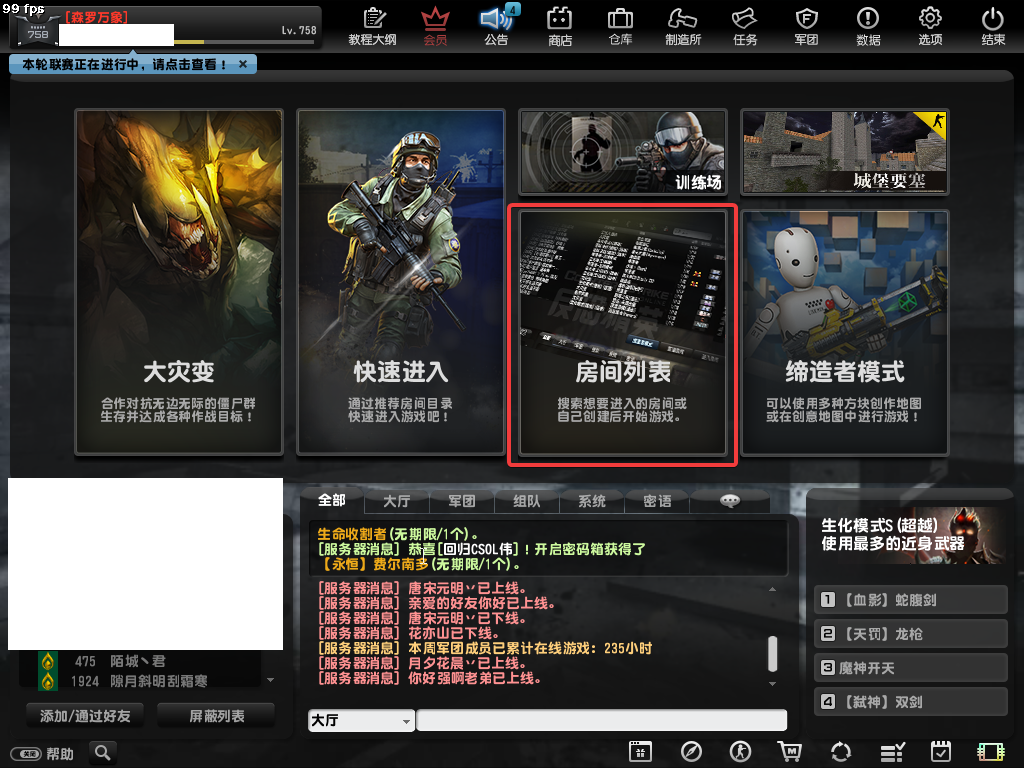 99 fps
[森罗万象]
758
Lv. 758
教程大纲
会员
4
公告
商店
仓库
制造所
任务
军团
数据
选项
结束
本轮联赛正在进行中，请点击查看！ ×
大灾变
合作对抗无边无际的僵尸群
生存并达成各种作战目标！
快速进入
通过推荐房间目录
快速进入游戏吧！
训练场
房间列表
搜索想要进入的房间或
自己创建后开始游戏。
城堡要塞
缔造者模式
可以使用多种方块创作地图
或在创意地图中进行游戏！
475 陌城丶君
1924 隙月斜明刮霜寒
添加/通过好友
屏蔽列表
帮助
全部
大厅
军团
组队
系统
密语
生命收割者(无期限/1个)。
[服务器消息] 恭喜[回归CSOL伟]！开启密码箱获得了
【永恒】费尔南多(无期限/1个)。
[服务器消息] 唐宋元明丷已上线。
[服务器消息] 亲爱的好友你好已上线。
[服务器消息] 唐宋元明丷已下线。
[服务器消息] 花亦山已下线。
[服务器消息] 本周军团成员已累计在线游戏：235小时
[服务器消息] 月夕花晨丷已上线。
[服务器消息] 你好强啊老弟已上线。
大厅
生化模式S (超越)
使用最多的近身武器
1 【血影】蛇腹剑
2 【天罚】龙枪
3 魔神开天
4 【弑神】双剑